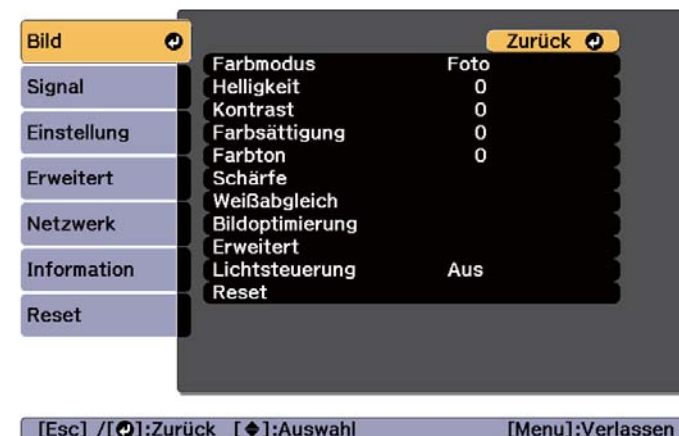 Bild
Signal
Einstellung
Erweitert
Netzwerk
Information
Reset
Zurück
Farbmodus Foto
Helligkeit 0
Kontrast 0
Farbsättigung 0
Farbton 0
Schärfe
Weißabgleich
Bildoptimierung
Erweitert
Lichtsteuerung Aus
Reset
[Esc] /[⏎]:Zurück [◆]:Auswahl [Menu]:Verlassen